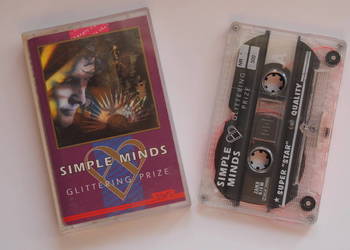 SIMPLE MINDS
GLITTERING PRIZE
SIMPLE
MINDS
GLITTERING
PRIZE
★ SUPER "STAR" ★ QUALITY